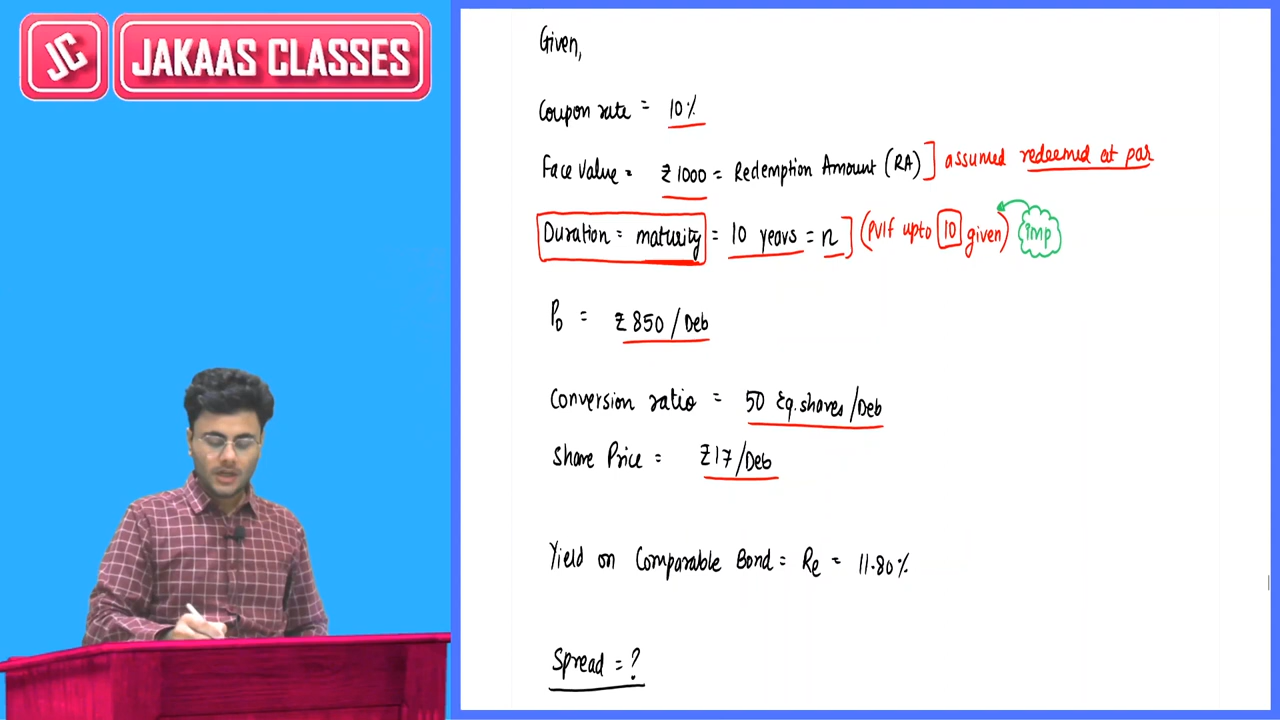 JC JAKAAS CLASSES
Given,
Coupon rate = 10%
Face Value = ₹1000 = Redemption Amount (RA) ] assumed redeemed at par
Duration = maturity = 10 years = n ] (PVIF upto 10 given) imp
P₀ = ₹850/Deb
Conversion ratio = 50 Eq.shares/Deb
Share Price = ₹17/Deb
Yield on Comparable Bond = Re = 11.80%
Spread = ?